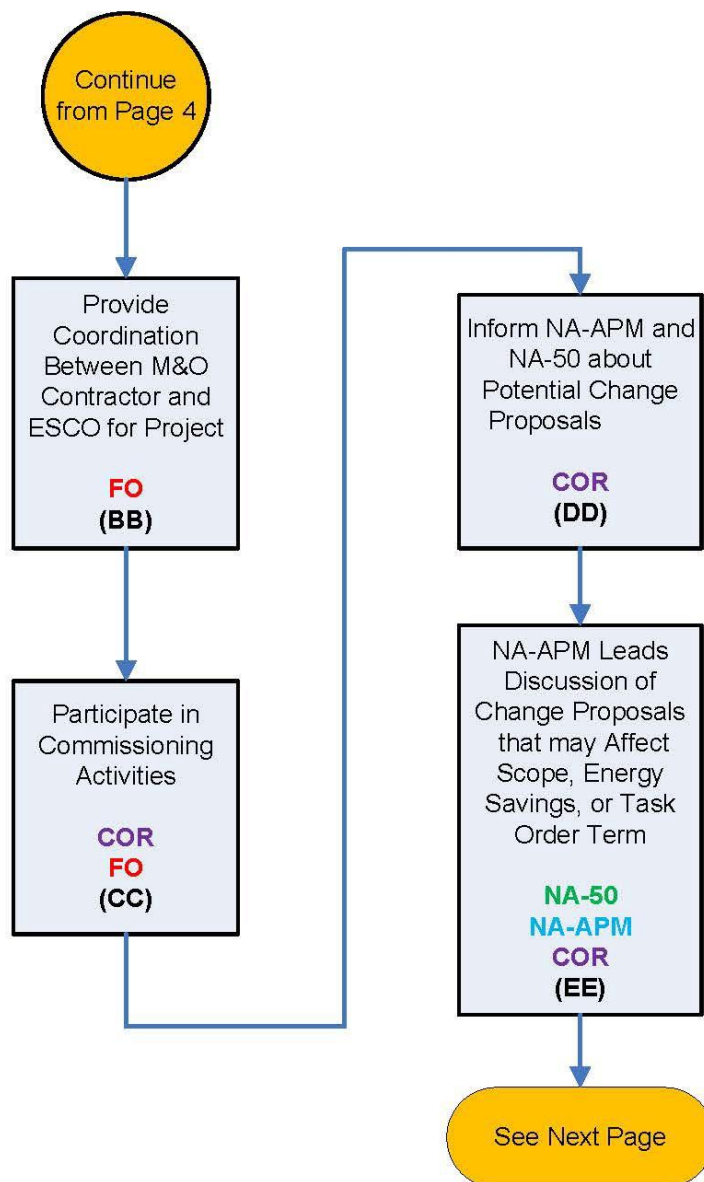 Continue
from Page 4
Provide
Coordination
Between M&O
Contractor and
ESCO for Project
FO
(BB)
Participate in
Commissioning
Activities
COR
FO
(CC)
Inform NA-APM and
NA-50 about
Potential Change
Proposals
COR
(DD)
NA-APM Leads
Discussion of
Change Proposals
that may Affect
Scope, Energy
Savings, or Task
Order Term
NA-50
NA-APM
COR
(EE)
See Next Page